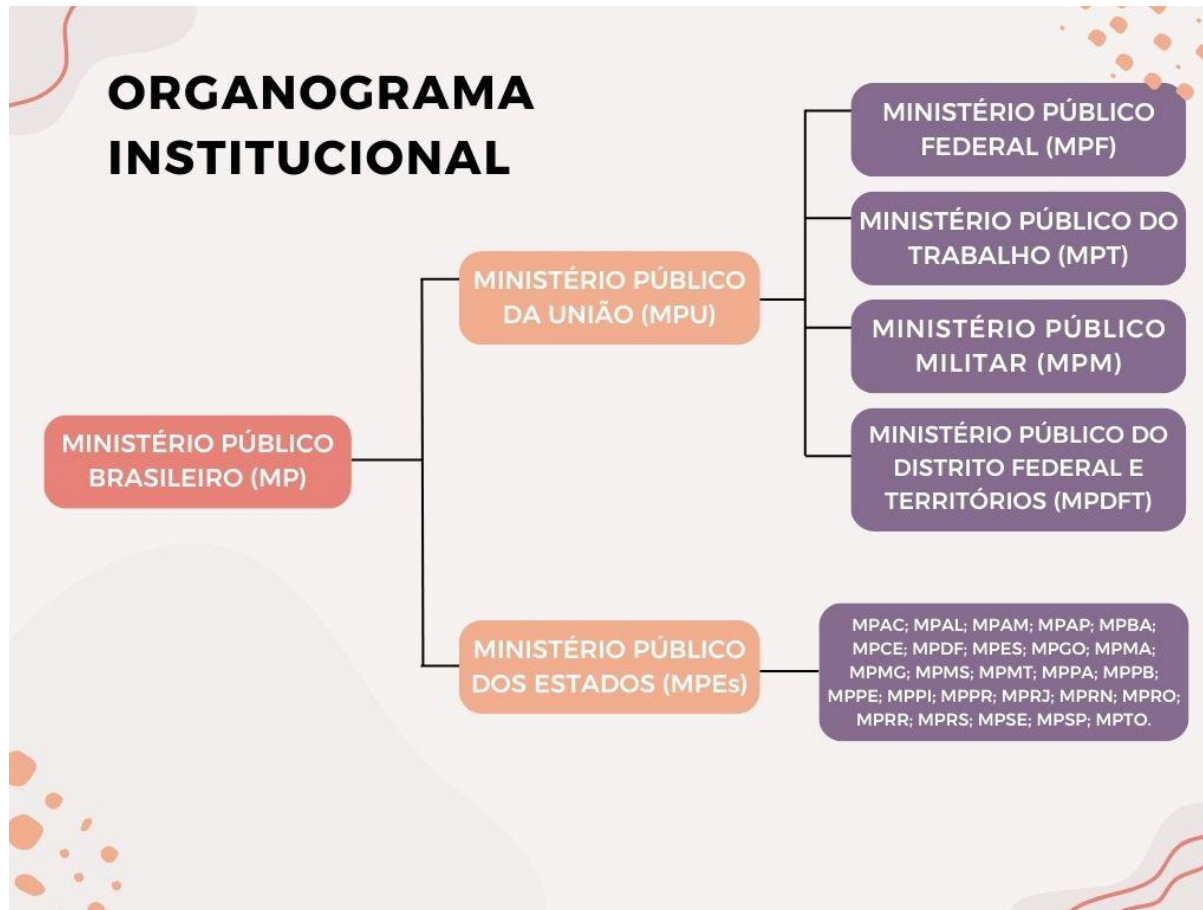 ORGANOGRAMA
INSTITUCIONAL
MINISTÉRIO PÚBLICO
BRASILEIRO (MP)
MINISTÉRIO PÚBLICO
DA UNIÃO (MPU)
MINISTÉRIO PÚBLICO
FEDERAL (MPF)
MINISTÉRIO PÚBLICO DO
TRABALHO (MPT)
MINISTÉRIO PÚBLICO
MILITAR (MPM)
MINISTÉRIO PÚBLICO DO
DISTRITO FEDERAL E
TERRITÓRIOS (MPDFT)
MINISTÉRIO PÚBLICO
DOS ESTADOS (MPEs)
MPAC; MPAL; MPAM; MPAP; MPBA;
MPCE; MPDF; MPES; MPGO; MPMA;
MPMG; MPMS; MPMT; MPPA; MPPB;
MPPE; MPPI; MPPR; MPRJ; MPRN; MPRO;
MPRR; MPRS; MPSE; MPSP; MPTO.